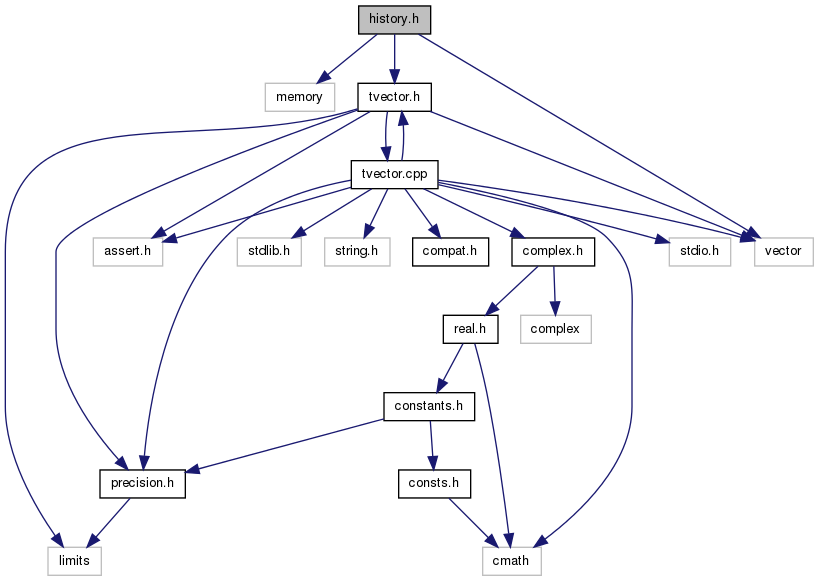 history.h
memory
tvector.h
tvector.cpp
assert.h
stdlib.h
string.h
compat.h
complex.h
stdio.h
vector
real.h
complex
constants.h
precision.h
consts.h
limits
cmath